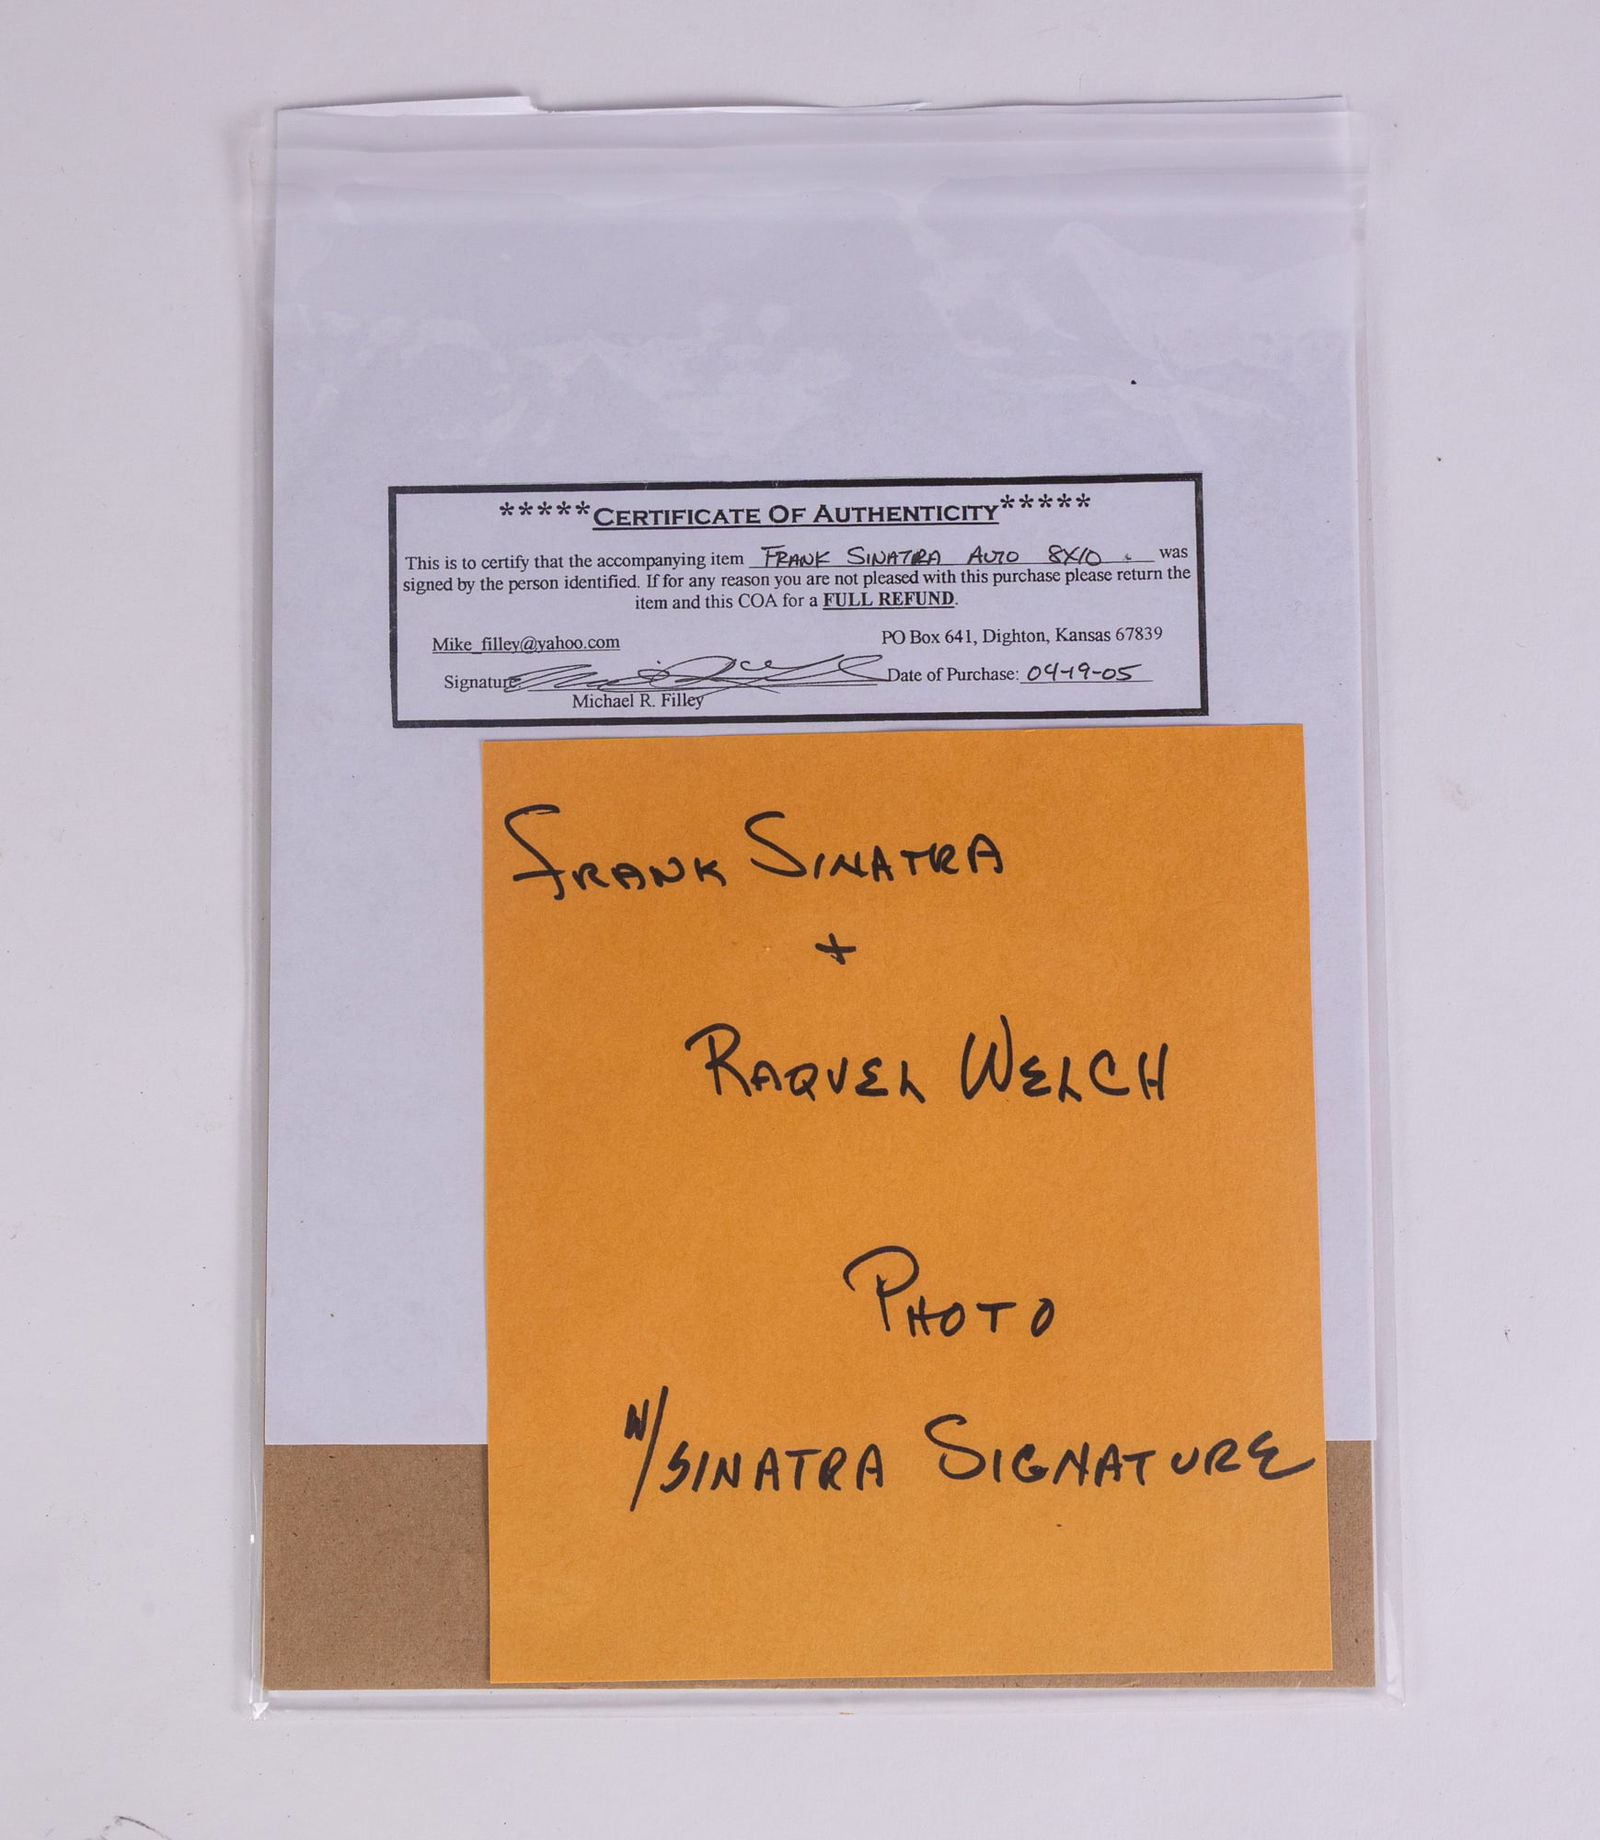 *****CERTIFICATE OF AUTHENTICITY*****
This is to certify that the accompanying item FRANK SINATRA AUTO 8X10 . was
signed by the person identified. If for any reason you are not pleased with this purchase please return the
item and this COA for a FULL REFUND.
Mike_filley@yahoo.com PO Box 641, Dighton, Kansas 67839
Signature: Date of Purchase: 04-19-05
Michael R. Filley
FRANK SINATRA
+
RAQUEL WELCH
PHOTO
W/SINATRA SIGNATURE